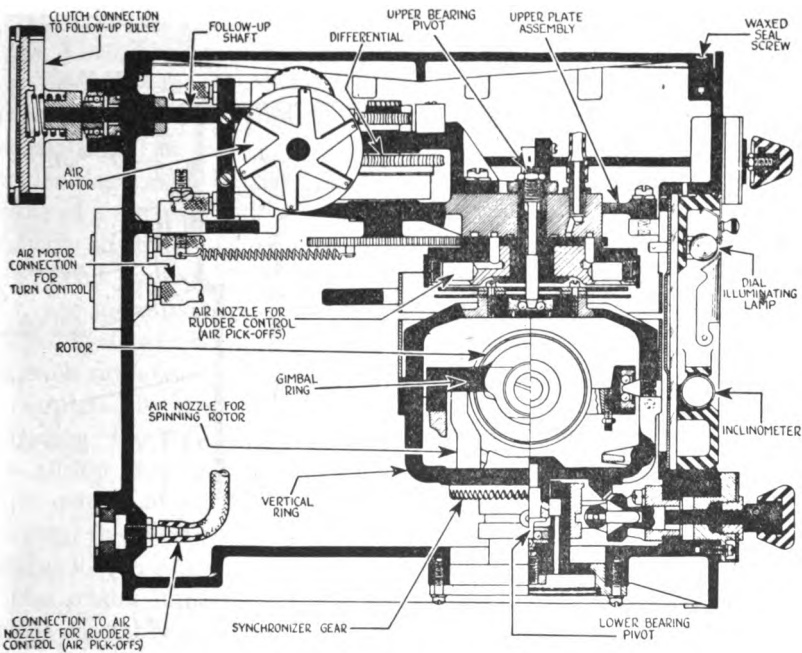 CLUTCH CONNECTION
TO FOLLOW-UP PULLEY
FOLLOW-UP
SHAFT
DIFFERENTIAL
UPPER BEARING
PIVOT
UPPER PLATE
ASSEMBLY
WAXED
SEAL
SCREW
AIR
MOTOR
AIR MOTOR
CONNECTION
FOR
TURN CONTROL
AIR NOZZLE FOR
RUDDER CONTROL
(AIR PICK-OFFS)
DIAL
ILLUMINATING
LAMP
ROTOR
GIMBAL
RING
AIR NOZZLE FOR
SPINNING ROTOR
INCLINOMETER
VERTICAL
RING
CONNECTION TO AIR
NOZZLE FOR RUDDER
CONTROL (AIR PICK-OFFS)
SYNCHRONIZER GEAR
LOWER BEARING
PIVOT